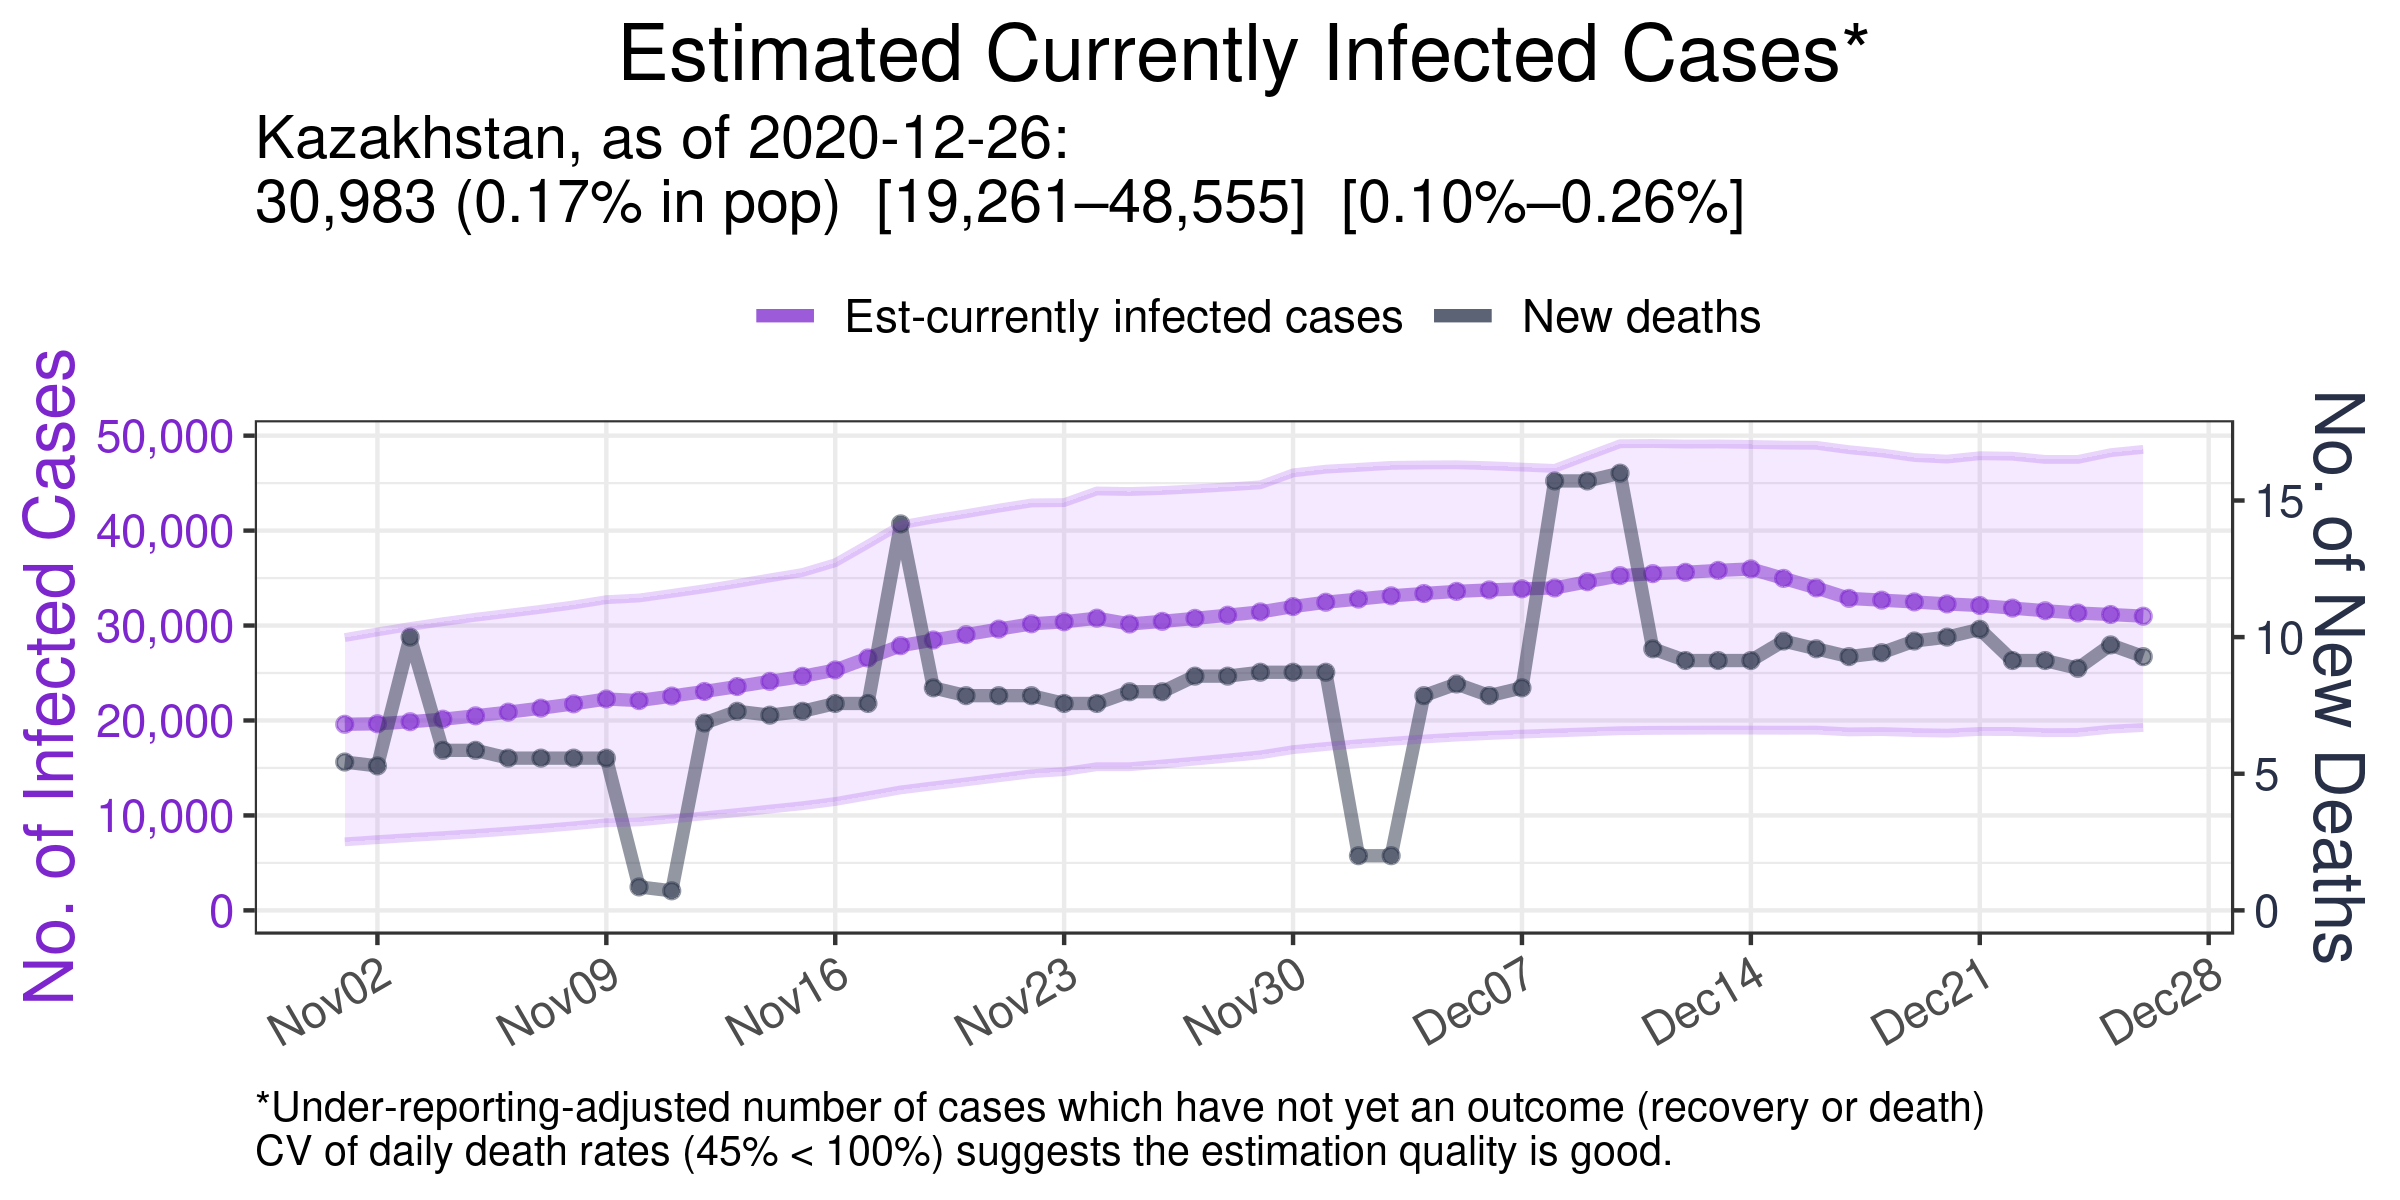 Estimated Currently Infected Cases*
Kazakhstan, as of 2020-12-26:
30,983 (0.17% in pop)  [19,261–48,555]  [0.10%–0.26%]
Est-currently infected cases
New deaths
No. of Infected Cases
50,000
40,000
30,000
20,000
10,000
0
15
10
5
0
No. of New Deaths
Nov02
Nov09
Nov16
Nov23
Nov30
Dec07
Dec14
Dec21
Dec28
*Under-reporting-adjusted number of cases which have not yet an outcome (recovery or death)
CV of daily death rates (45% < 100%) suggests the estimation quality is good.